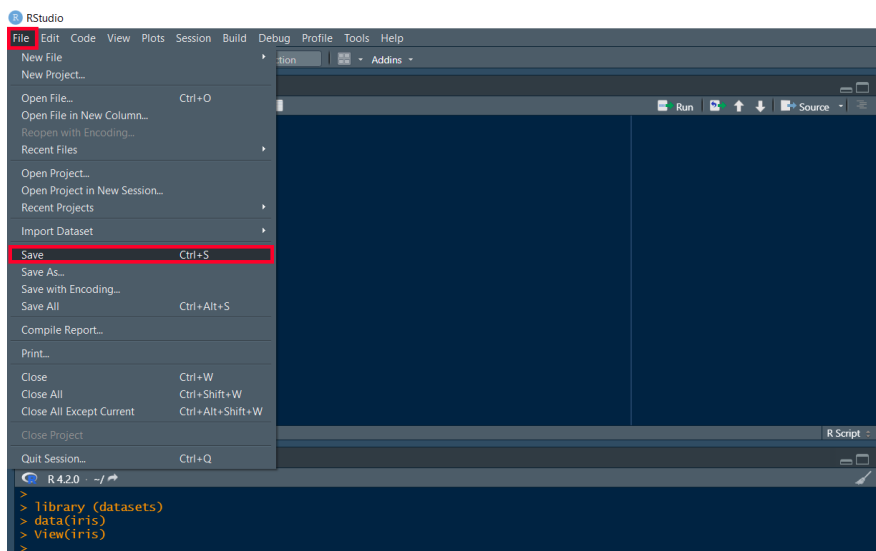 RStudio
File Edit Code View Plots Session Build Debug Profile Tools Help
New File
Addins
New Project...
Open File... Ctrl+O
Run Source
Open File in New Column...
Reopen with Encoding...
Recent Files
Open Project...
Open Project in New Session...
Recent Projects
Import Dataset
Save Ctrl+S
Save As...
Save with Encoding...
Save All Ctrl+Alt+S
Compile Report...
Print...
Close Ctrl+W
Close All Ctrl+Shift+W
Close All Except Current Ctrl+Alt+Shift+W
Close Project
R Script
Quit Session... Ctrl+Q
R 4.2.0 · ~/
>
> library (datasets)
> data(iris)
> View(iris)
>